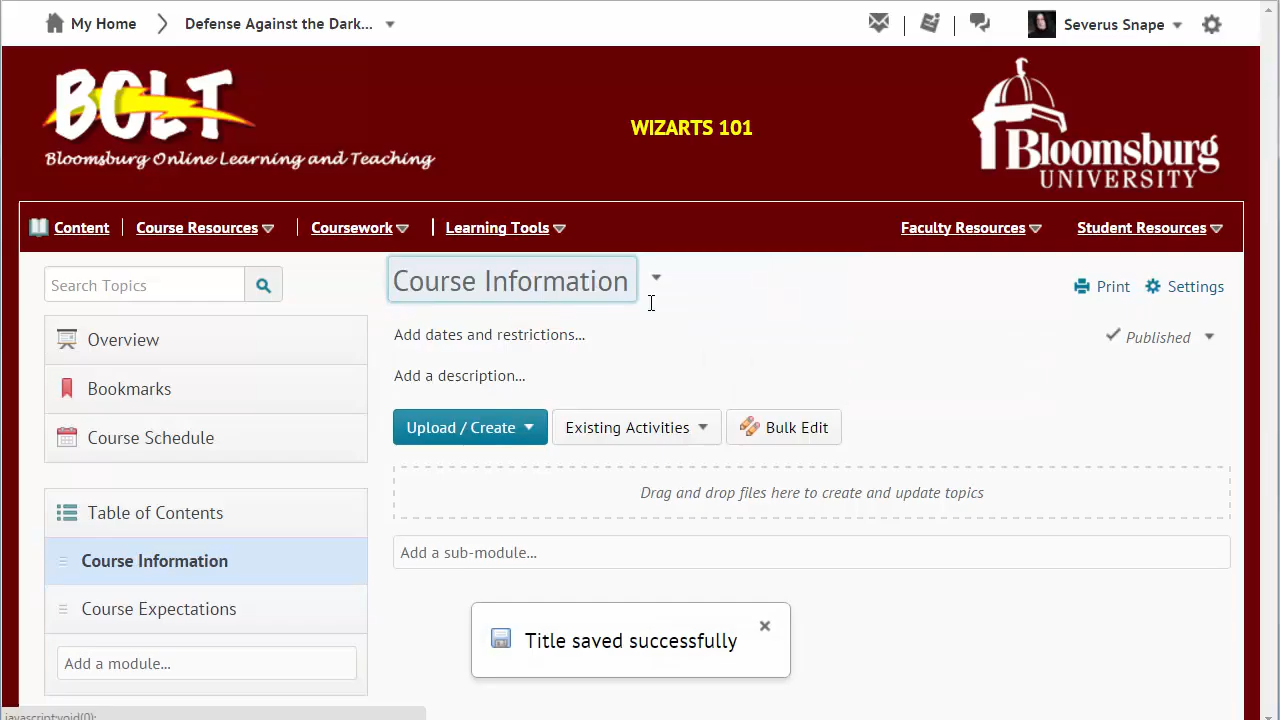 My Home
Defense Against the Dark...
Severus Snape
BOLT
Bloomsburg Online Learning and Teaching
WIZARTS 101
Bloomsburg
UNIVERSITY
Content
Course Resources
Coursework
Learning Tools
Faculty Resources
Student Resources
Search Topics
Course Information
Print
Settings
Overview
Add dates and restrictions...
Published
Bookmarks
Add a description...
Course Schedule
Upload / Create
Existing Activities
Bulk Edit
Drag and drop files here to create and update topics
Table of Contents
Course Information
Add a sub-module...
Course Expectations
Title saved successfully
Add a module...
javascript:void(0);